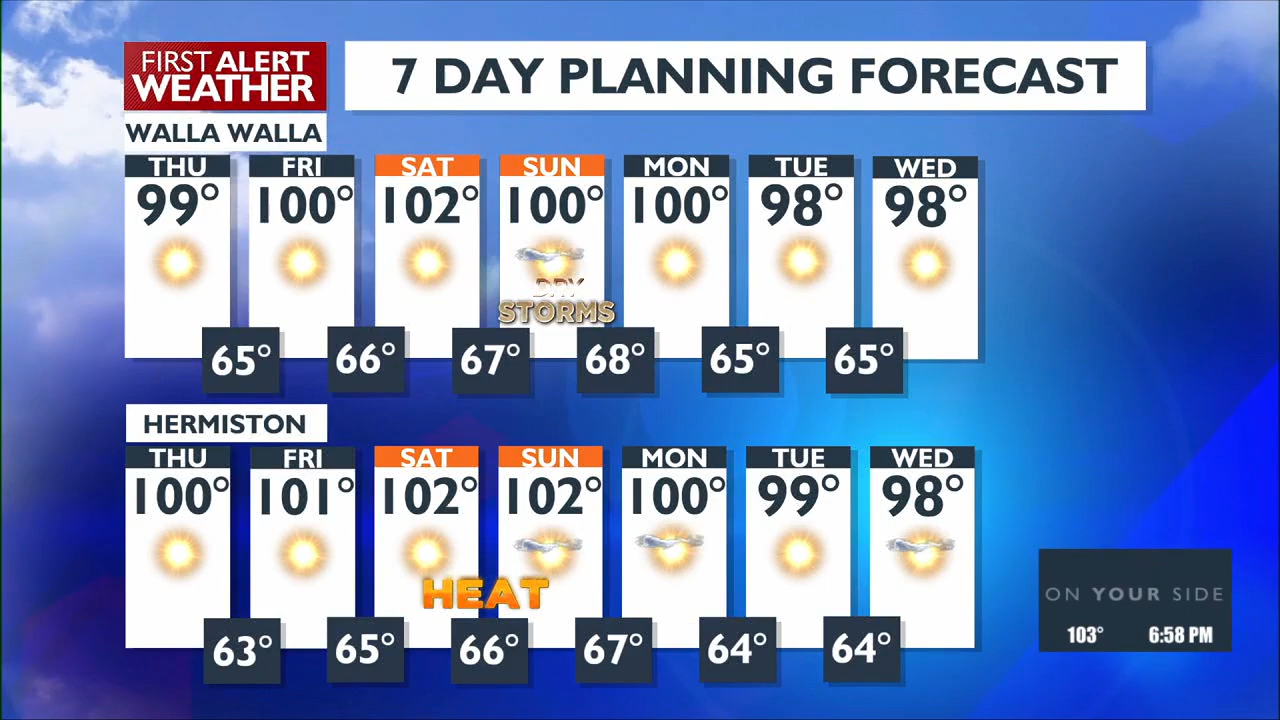 FIRST ALERT
WEATHER
7 DAY PLANNING FORECAST
WALLA WALLA
THU FRI SAT SUN MON TUE WED
99° 100° 102° 100° 100° 98° 98°
DRY
STORMS
65° 66° 67° 68° 65° 65°
HERMISTON
THU FRI SAT SUN MON TUE WED
100° 101° 102° 102° 100° 99° 98°
HEAT
63° 65° 66° 67° 64° 64°
ON YOUR SIDE
103° 6:58 PM